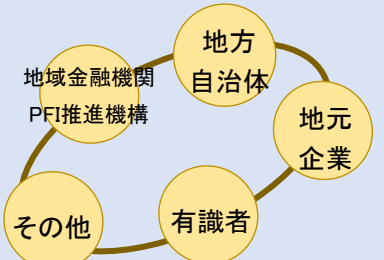 地方
自治体
地域金融機関
PFI推進機構
地元
企業
有識者
その他